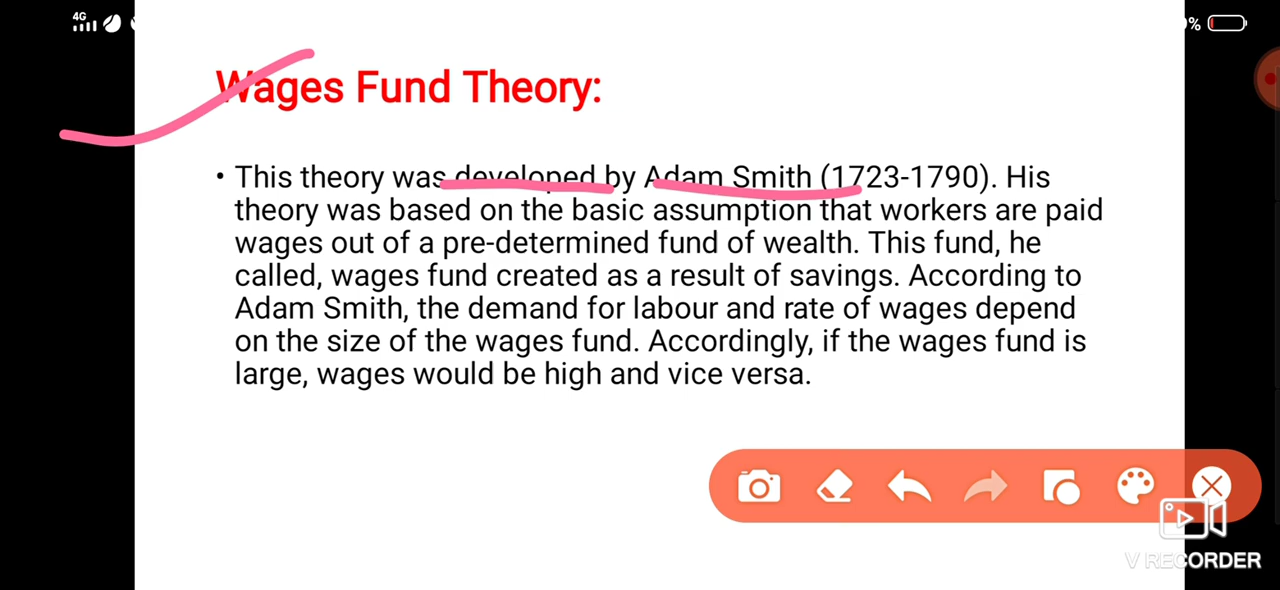 4G
%
Wages Fund Theory:
• This theory was developed by Adam Smith (1723-1790). His
theory was based on the basic assumption that workers are paid
wages out of a pre-determined fund of wealth. This fund, he
called, wages fund created as a result of savings. According to
Adam Smith, the demand for labour and rate of wages depend
on the size of the wages fund. Accordingly, if the wages fund is
large, wages would be high and vice versa.
V RECORDER